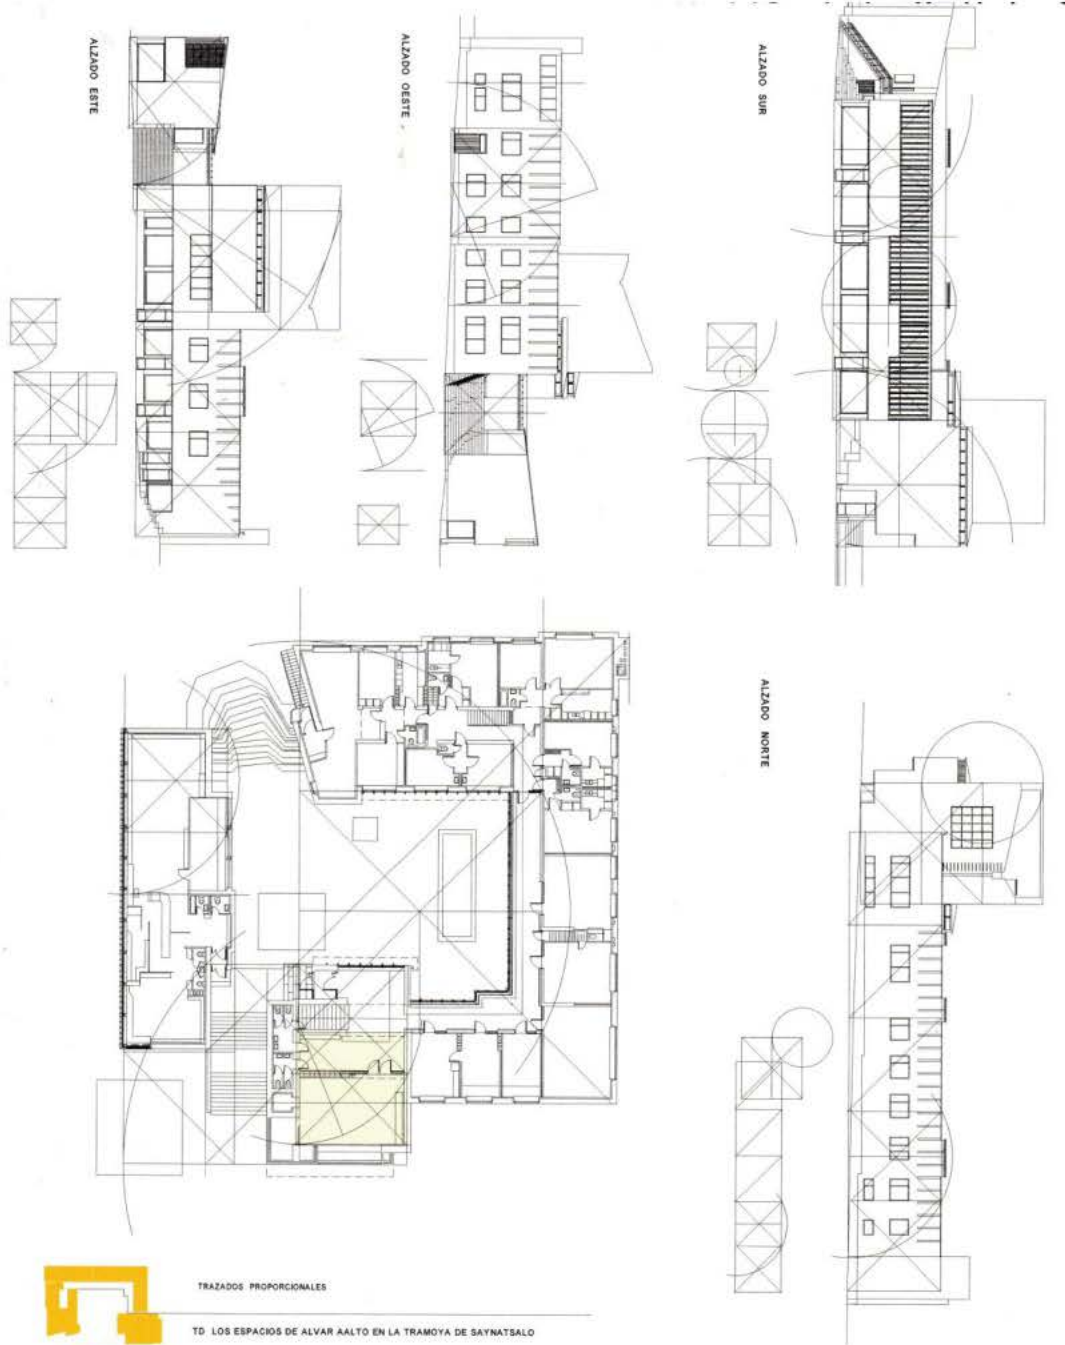 ALZADO ESTE
ALZADO OESTE
ALZADO SUR
ALZADO NORTE
TRAZADOS PROPORCIONALES
TD LOS ESPACIOS DE ALVAR AALTO EN LA TRAMOYA DE SAYNATSALO